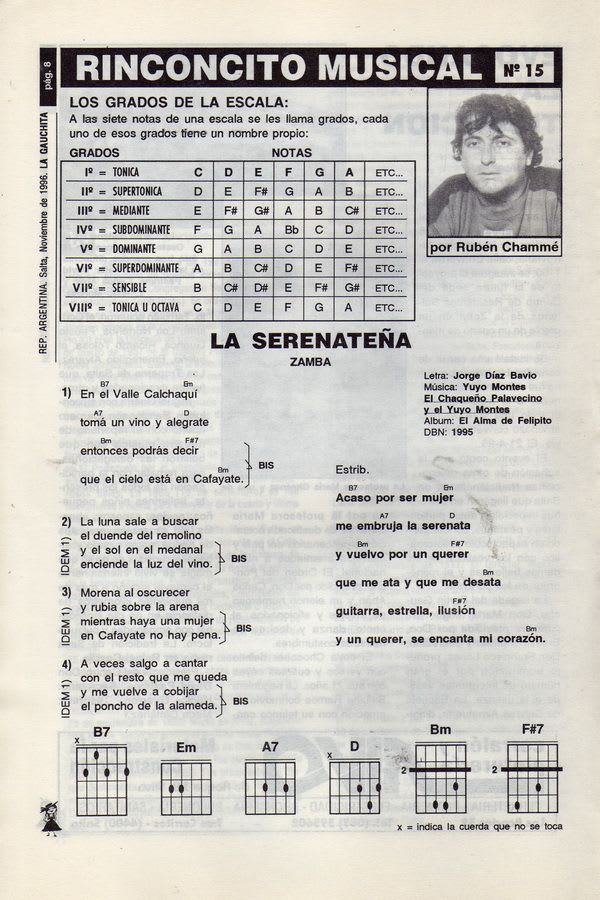 pág. 8
REP. ARGENTINA. Salta, Noviembre de 1996. LA GAUCHITA
RINCONCITO MUSICAL Nº 15
LOS GRADOS DE LA ESCALA:
A las siete notas de una escala se les llama grados, cada
uno de esos grados tiene un nombre propio:
GRADOS NOTAS
Iº = TONICA C D E F G A ETC...
IIº = SUPERTONICA D E F# G A B ETC...
IIIº = MEDIANTE E F# G# A B C# ETC...
IVº = SUBDOMINANTE F G A Bb C D ETC...
Vº = DOMINANTE G A B C D E ETC...
VIº = SUPERDOMINANTE A B C# D E F# ETC...
VIIº = SENSIBLE B C# D# E F# G# ETC...
VIIIº = TONICA U OCTAVA C D E F G A ETC...
por Rubén Chammé
LA SERENATEÑA
ZAMBA
Letra: Jorge Díaz Bavio
Música: Yuyo Montes
El Chaqueño Palavecino
y el Yuyo Montes
Album: El Alma de Felipito
DBN: 1995
B7 Em
1) En el Valle Calchaquí
A7 D
tomá un vino y alegrate
Bm F#7
entonces podrás decir
Bm
que el cielo está en Cafayate.
BIS
2) La luna sale a buscar
el duende del remolino
y el sol en el medanal
enciende la luz del vino.
IDEM 1)
BIS
3) Morena al oscurecer
y rubia sobre la arena
mientras haya una mujer
en Cafayate no hay pena.
IDEM 1)
BIS
4) A veces salgo a cantar
con el resto que me queda
y me vuelve a cobijar
el poncho de la alameda.
IDEM 1)
BIS
Estrib.
B7 Em
Acaso por ser mujer
A7 D
me embruja la serenata
Bm F#7
y vuelvo por un querer
Bm
que me ata y que me desata
F#7
guitarra, estrella, ilusión
Bm
y un querer, se encanta mi corazón.
B7 Em A7 D Bm F#7
x x 2 2
x = indica la cuerda que no se toca